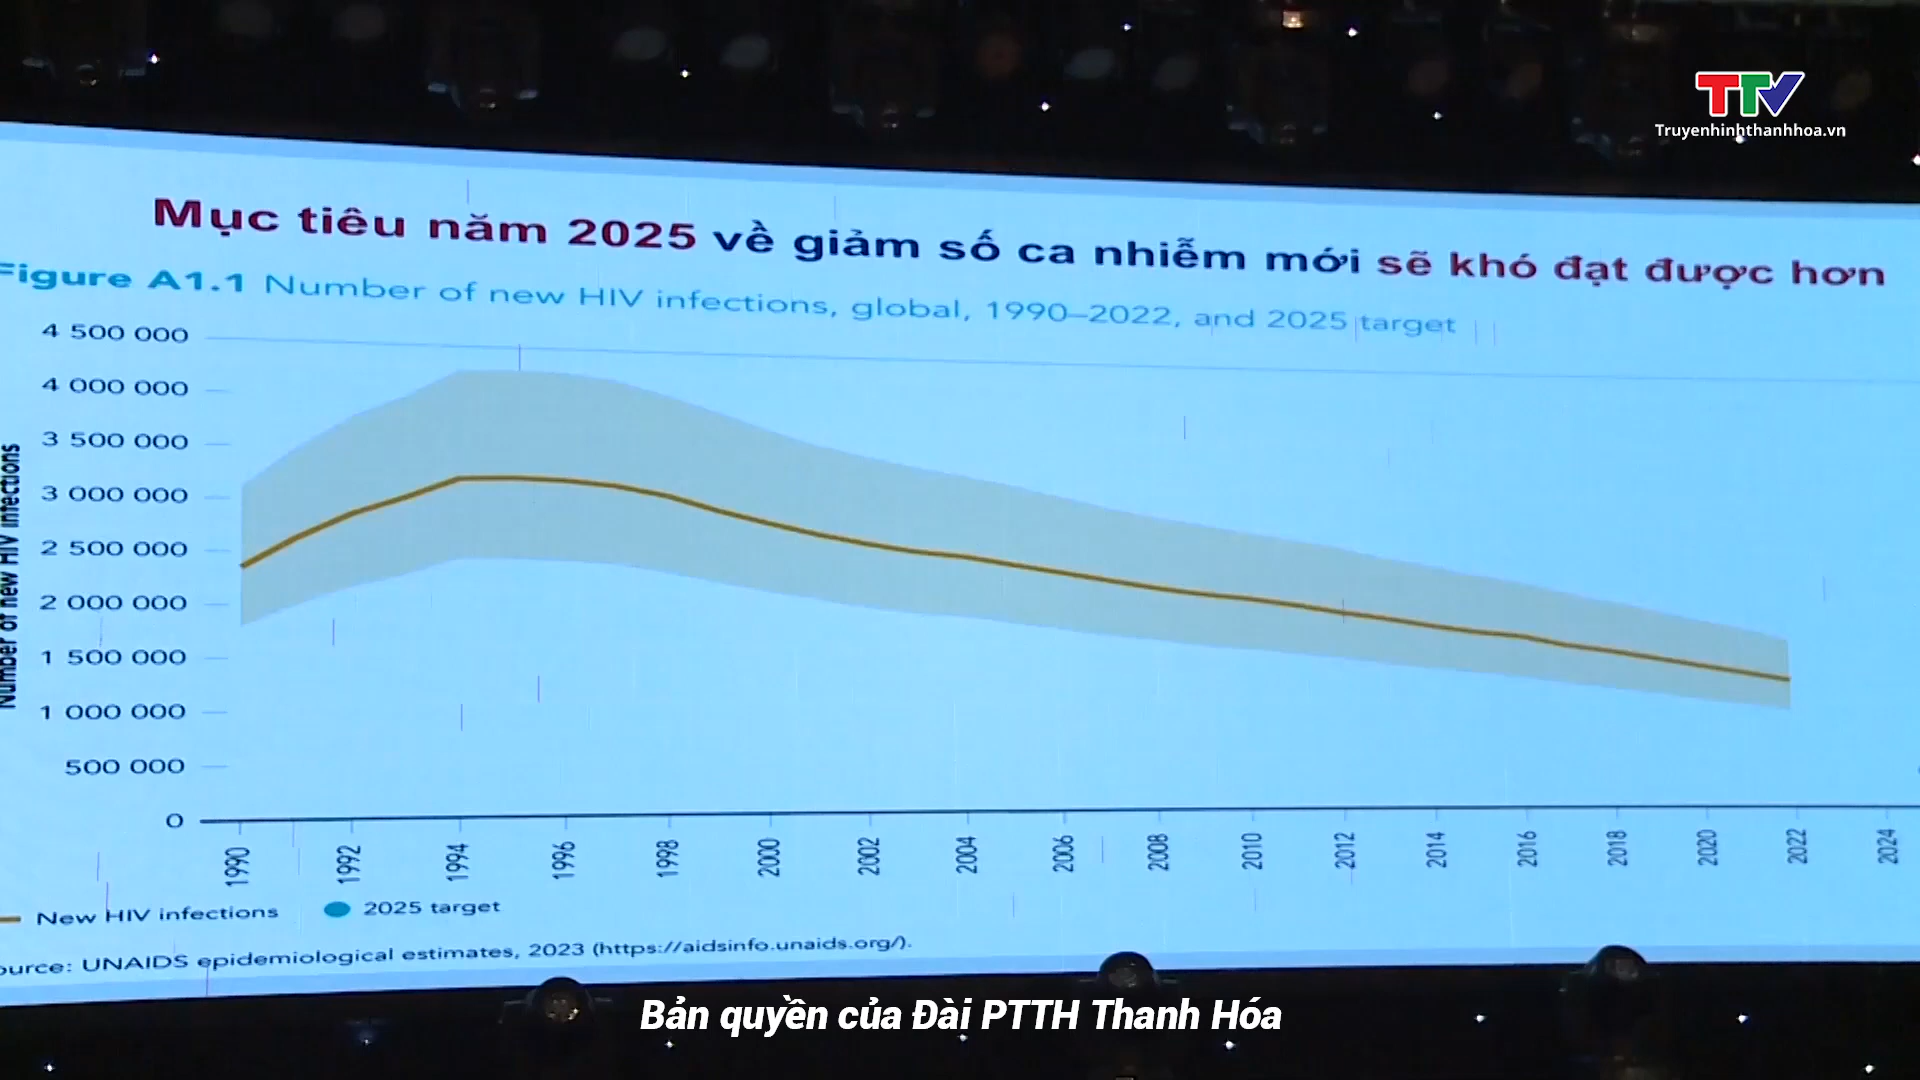 TTV
Truyenhinhthanhhoa.vn
Mục tiêu năm 2025 về giảm số ca nhiễm mới sẽ khó đạt được hơn
Figure A1.1 Number of new HIV infections, global, 1990–2022, and 2025 target
Number of new HIV infections
4 500 000
4 000 000
3 500 000
3 000 000
2 500 000
2 000 000
1 500 000
1 000 000
500 000
0
1990 1992 1994 1996 1998 2000 2002 2004 2006 2008 2010 2012 2014 2016 2018 2020 2022 2024
New HIV infections 2025 target
ource: UNAIDS epidemiological estimates, 2023 (https://aidsinfo.unaids.org/).
Bản quyền của Đài PTTH Thanh Hóa